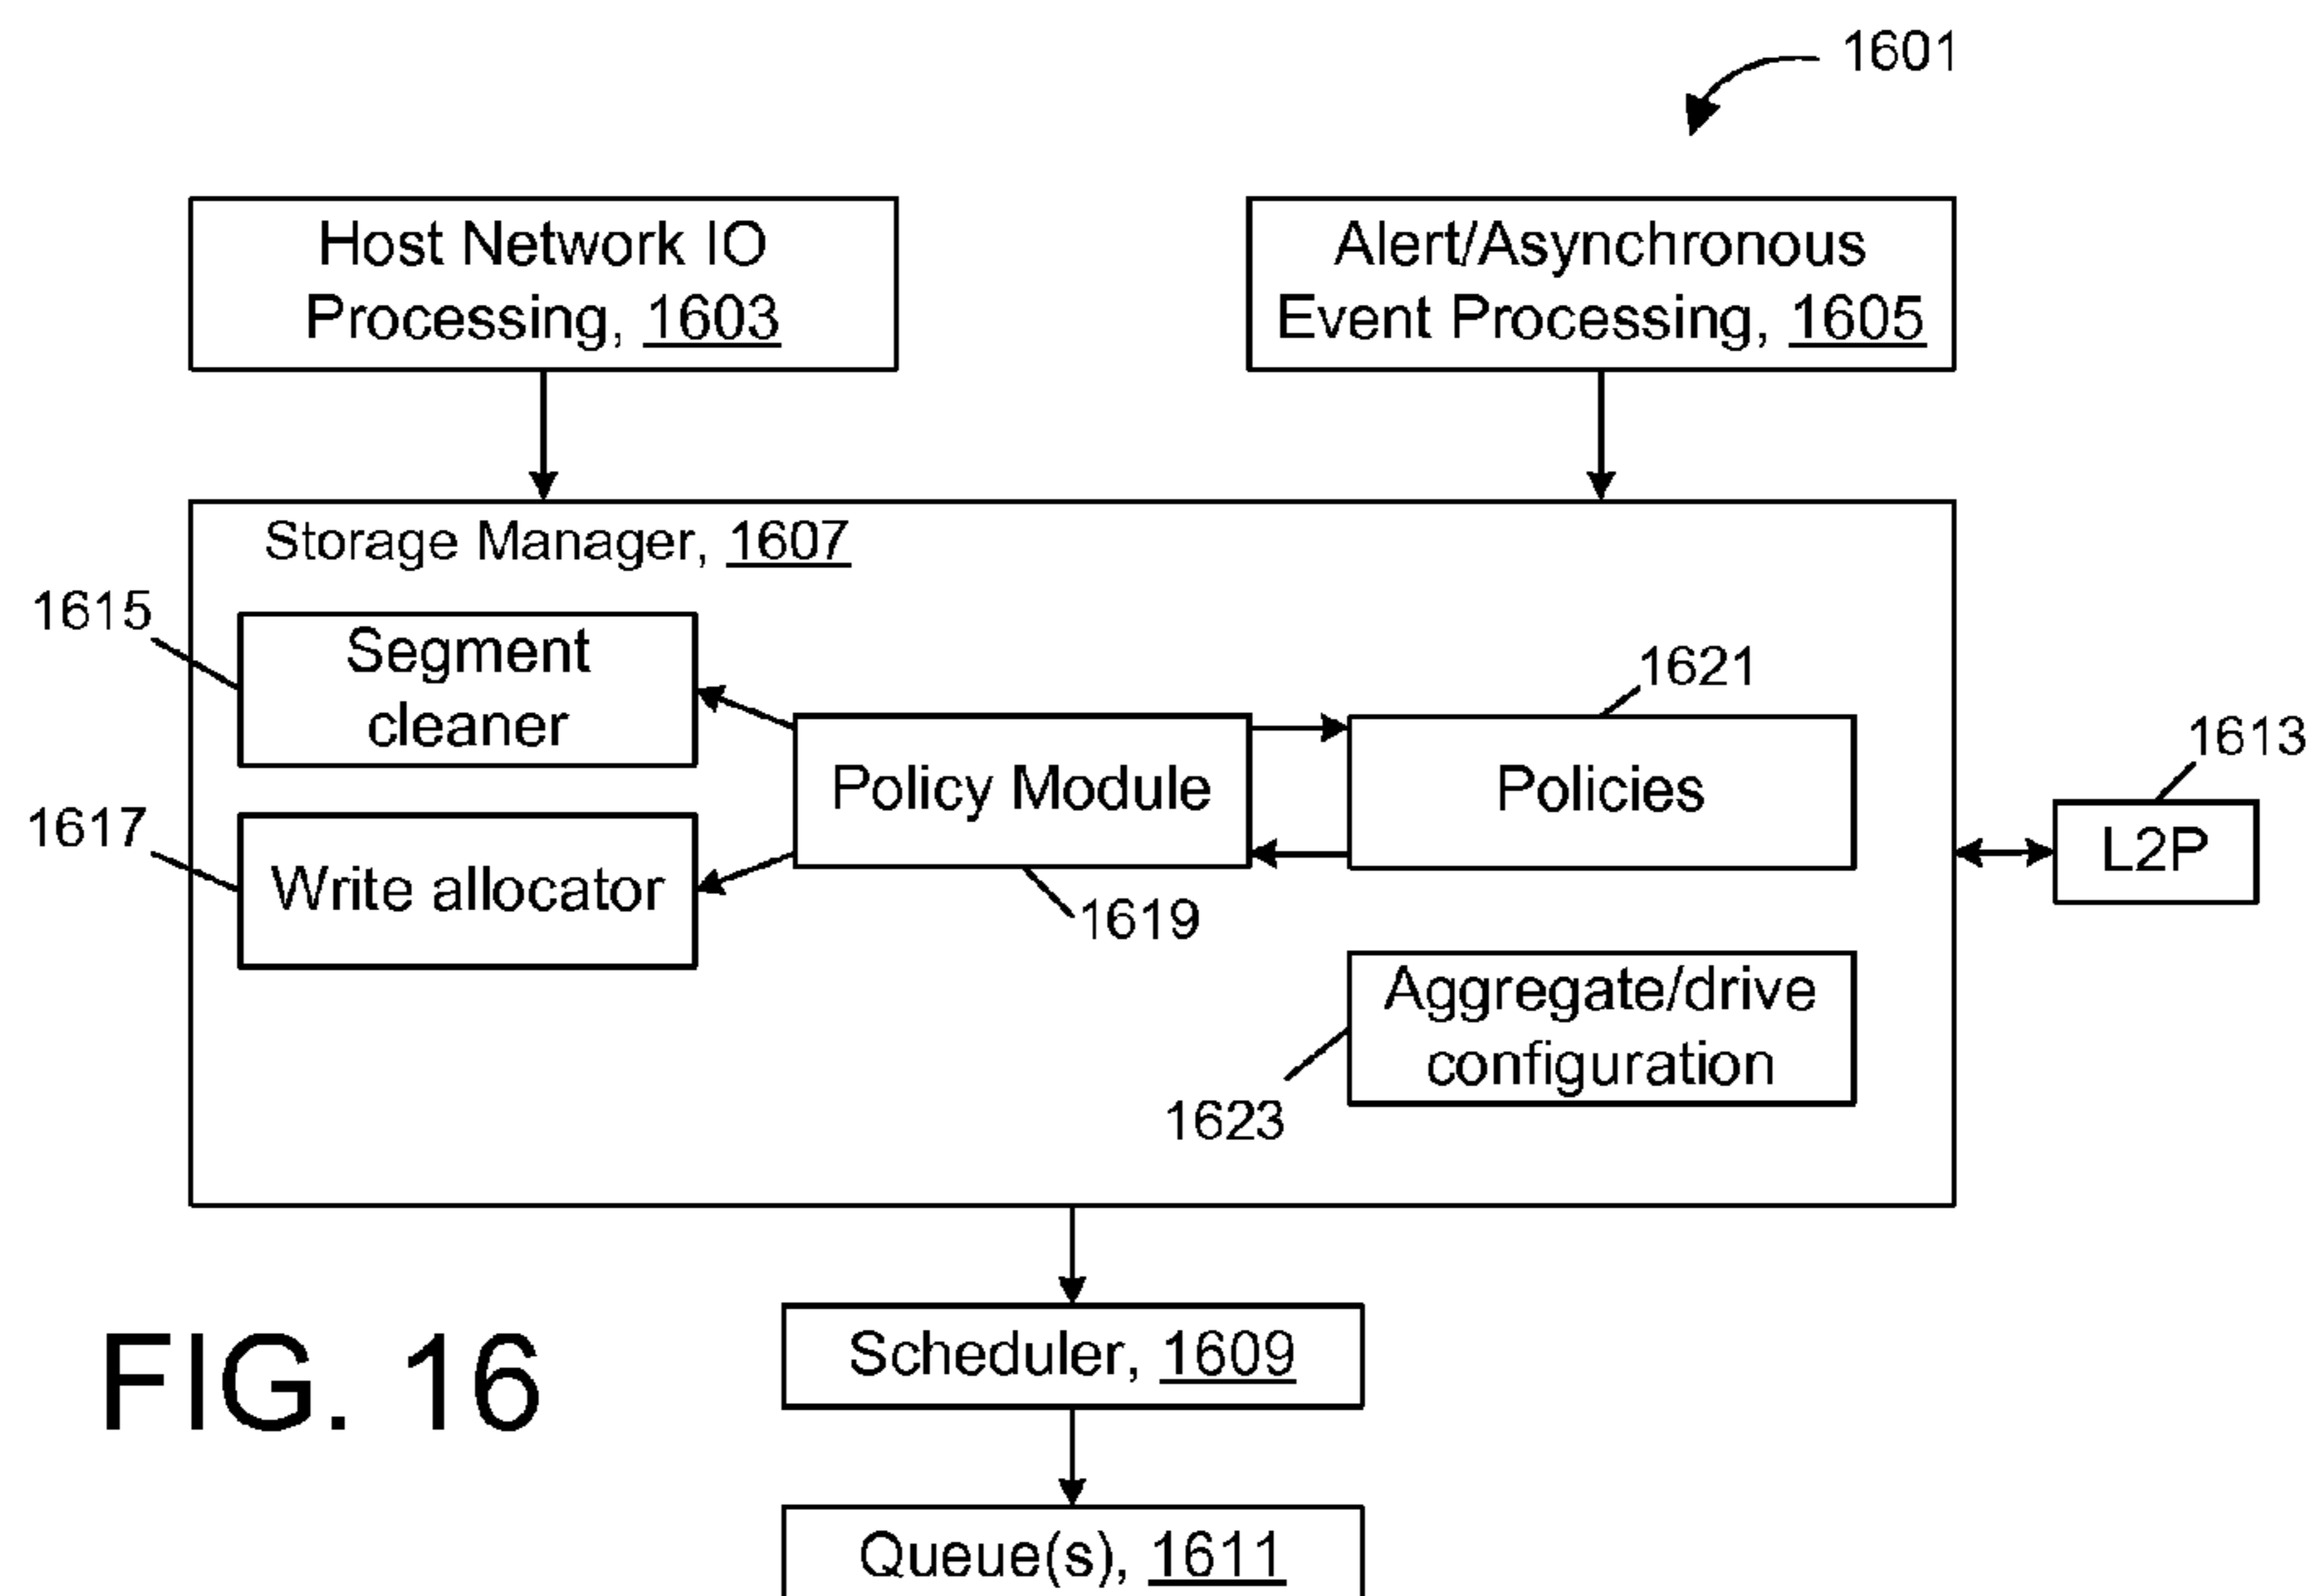 1601
Host Network IO
Processing, 1603
Alert/Asynchronous
Event Processing, 1605
Storage Manager, 1607
1615
Segment
cleaner
1621
1613
Policy Module
Policies
L2P
1617
Write allocator
1619
Aggregate/drive
configuration
1623
Scheduler, 1609
FIG. 16
Queue(s), 1611